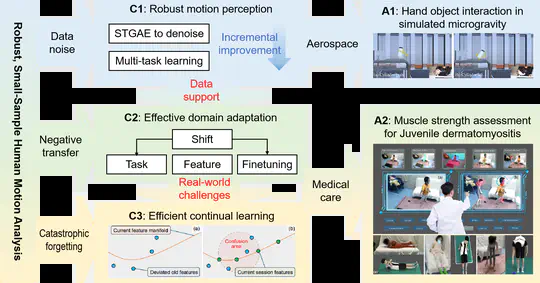 Robust, Small-Sample Human Motion Analysis
Data
noise
Negative
transfer
Catastrophic
forgetting
C1: Robust motion perception
STGAE to denoise
Multi-task learning
Incremental
improvement
Data
support
C2: Effective domain adaptation
Shift
Task
Feature
Finetuning
Real-world
challenges
C3: Efficient continual learning
Current feature manifold
(a)
Deviated old features
Confusion
area
(b)
Current session features
Aerospace
Medical
care
A1: Hand object interaction in
simulated microgravity
A2: Muscle strength assessment
for Juvenile dermatomyositis